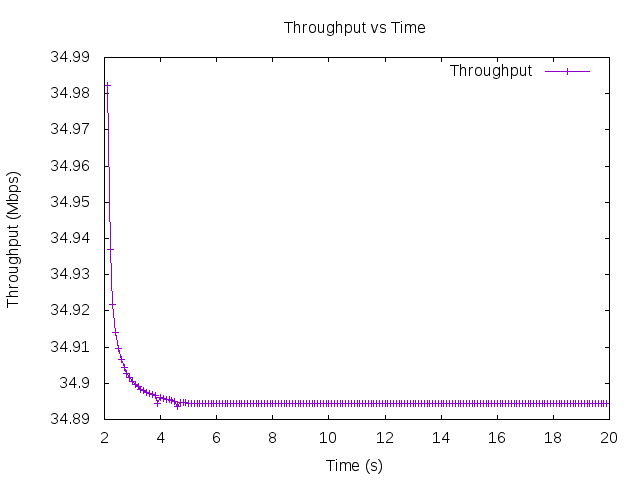 Throughput vs Time
Throughput
34.99
34.98
34.97
34.96
34.95
34.94
34.93
34.92
34.91
34.9
34.89
Throughput (Mbps)
2 4 6 8 10 12 14 16 18 20
Time (s)